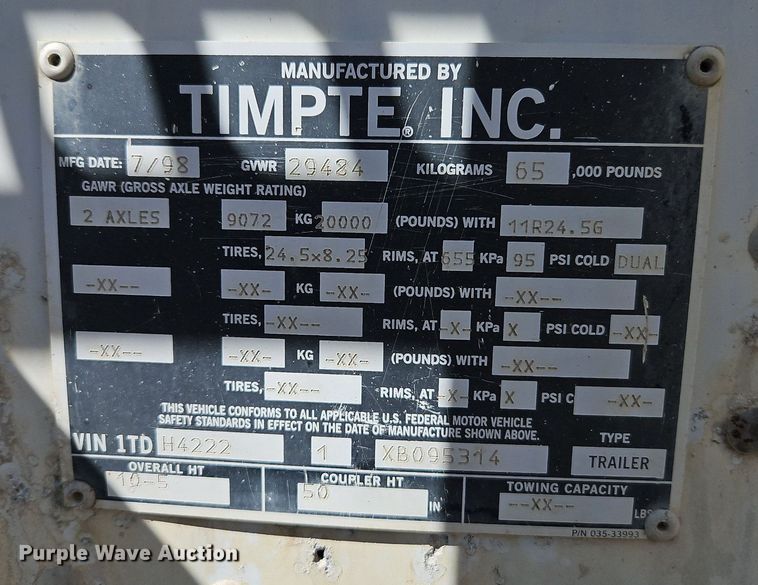 MANUFACTURED BY
TIMPTE® INC.
MFG DATE: 7/98 GVWR 29484 KILOGRAMS 65 ,000 POUNDS
GAWR (GROSS AXLE WEIGHT RATING)
2 AXLES 9072 KG 20000 (POUNDS) WITH 11R24.5G
TIRES, 24.5x8.25 RIMS, AT 655 KPa 95 PSI COLD DUAL
-XX-- -XX-- KG -XX- (POUNDS) WITH -XX--
TIRES, -XX-- RIMS, AT -X- KPa X PSI COLD -XX-
-XX-- -XX-- KG -XX- (POUNDS) WITH -XX--
TIRES, -XX-- RIMS, AT -X- KPa X PSI C -XX-
THIS VEHICLE CONFORMS TO ALL APPLICABLE U.S. FEDERAL MOTOR VEHICLE
SAFETY STANDARDS IN EFFECT ON THE DATE OF MANUFACTURE SHOWN ABOVE.
VIN 1TD H4222 1 XB095314 TYPE TRAILER
OVERALL HT 10-5 COUPLER HT 50 IN TOWING CAPACITY --XX-- LBS
P/N 035-33993
Purple Wave Auction